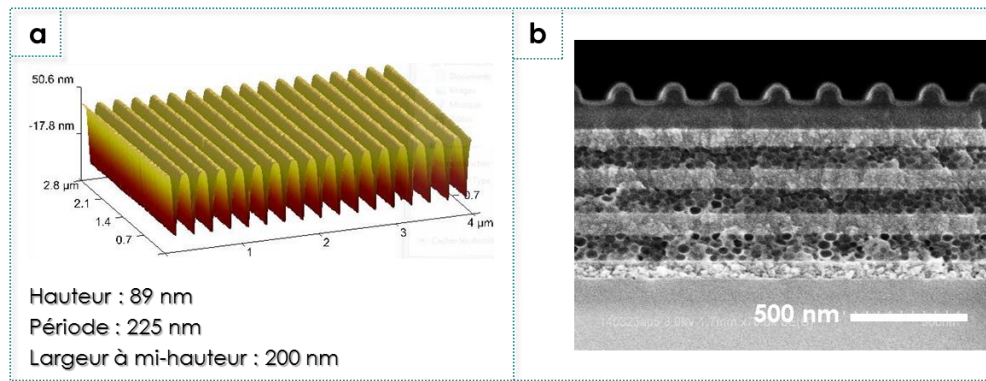 a
50.6 nm
-17.8 nm
2.8 µm
2.1
1.4
0.7
1
2
3
4 µm
0.7
Hauteur : 89 nm
Période : 225 nm
Largeur à mi-hauteur : 200 nm
b
500 nm